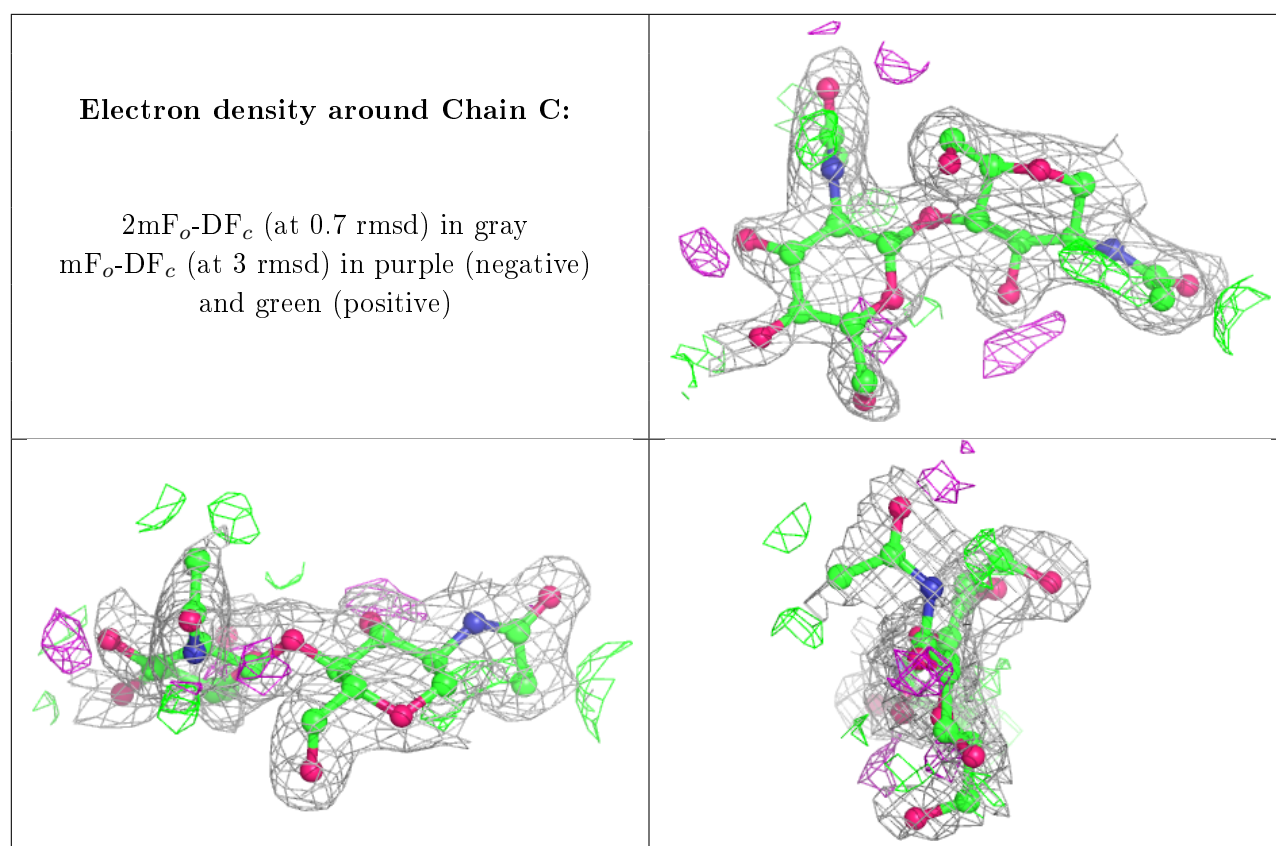 Electron density around Chain C:
2mFₒ-DF𝒸 (at 0.7 rmsd) in gray
mFₒ-DF𝒸 (at 3 rmsd) in purple (negative)
and green (positive)